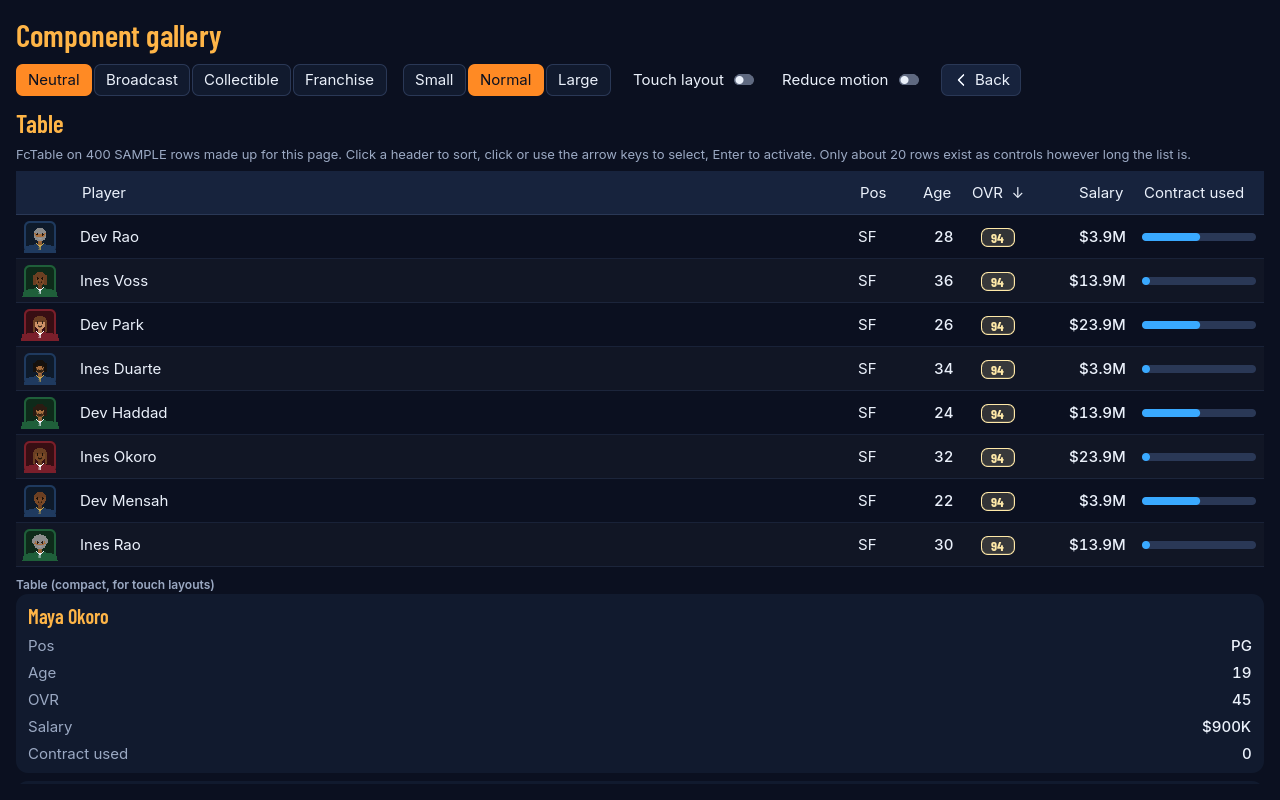 Component gallery
Neutral Broadcast Collectible Franchise Small Normal Large Touch layout Reduce motion Back
Table
FcTable on 400 SAMPLE rows made up for this page. Click a header to sort, click or use the arrow keys to select, Enter to activate. Only about 20 rows exist as controls however long the list is.
Player Pos Age OVR ↓ Salary Contract used
Dev Rao SF 28 94 $3.9M
Ines Voss SF 36 94 $13.9M
Dev Park SF 26 94 $23.9M
Ines Duarte SF 34 94 $3.9M
Dev Haddad SF 24 94 $13.9M
Ines Okoro SF 32 94 $23.9M
Dev Mensah SF 22 94 $3.9M
Ines Rao SF 30 94 $13.9M
Table (compact, for touch layouts)
Maya Okoro
Pos PG
Age 19
OVR 45
Salary $900K
Contract used 0